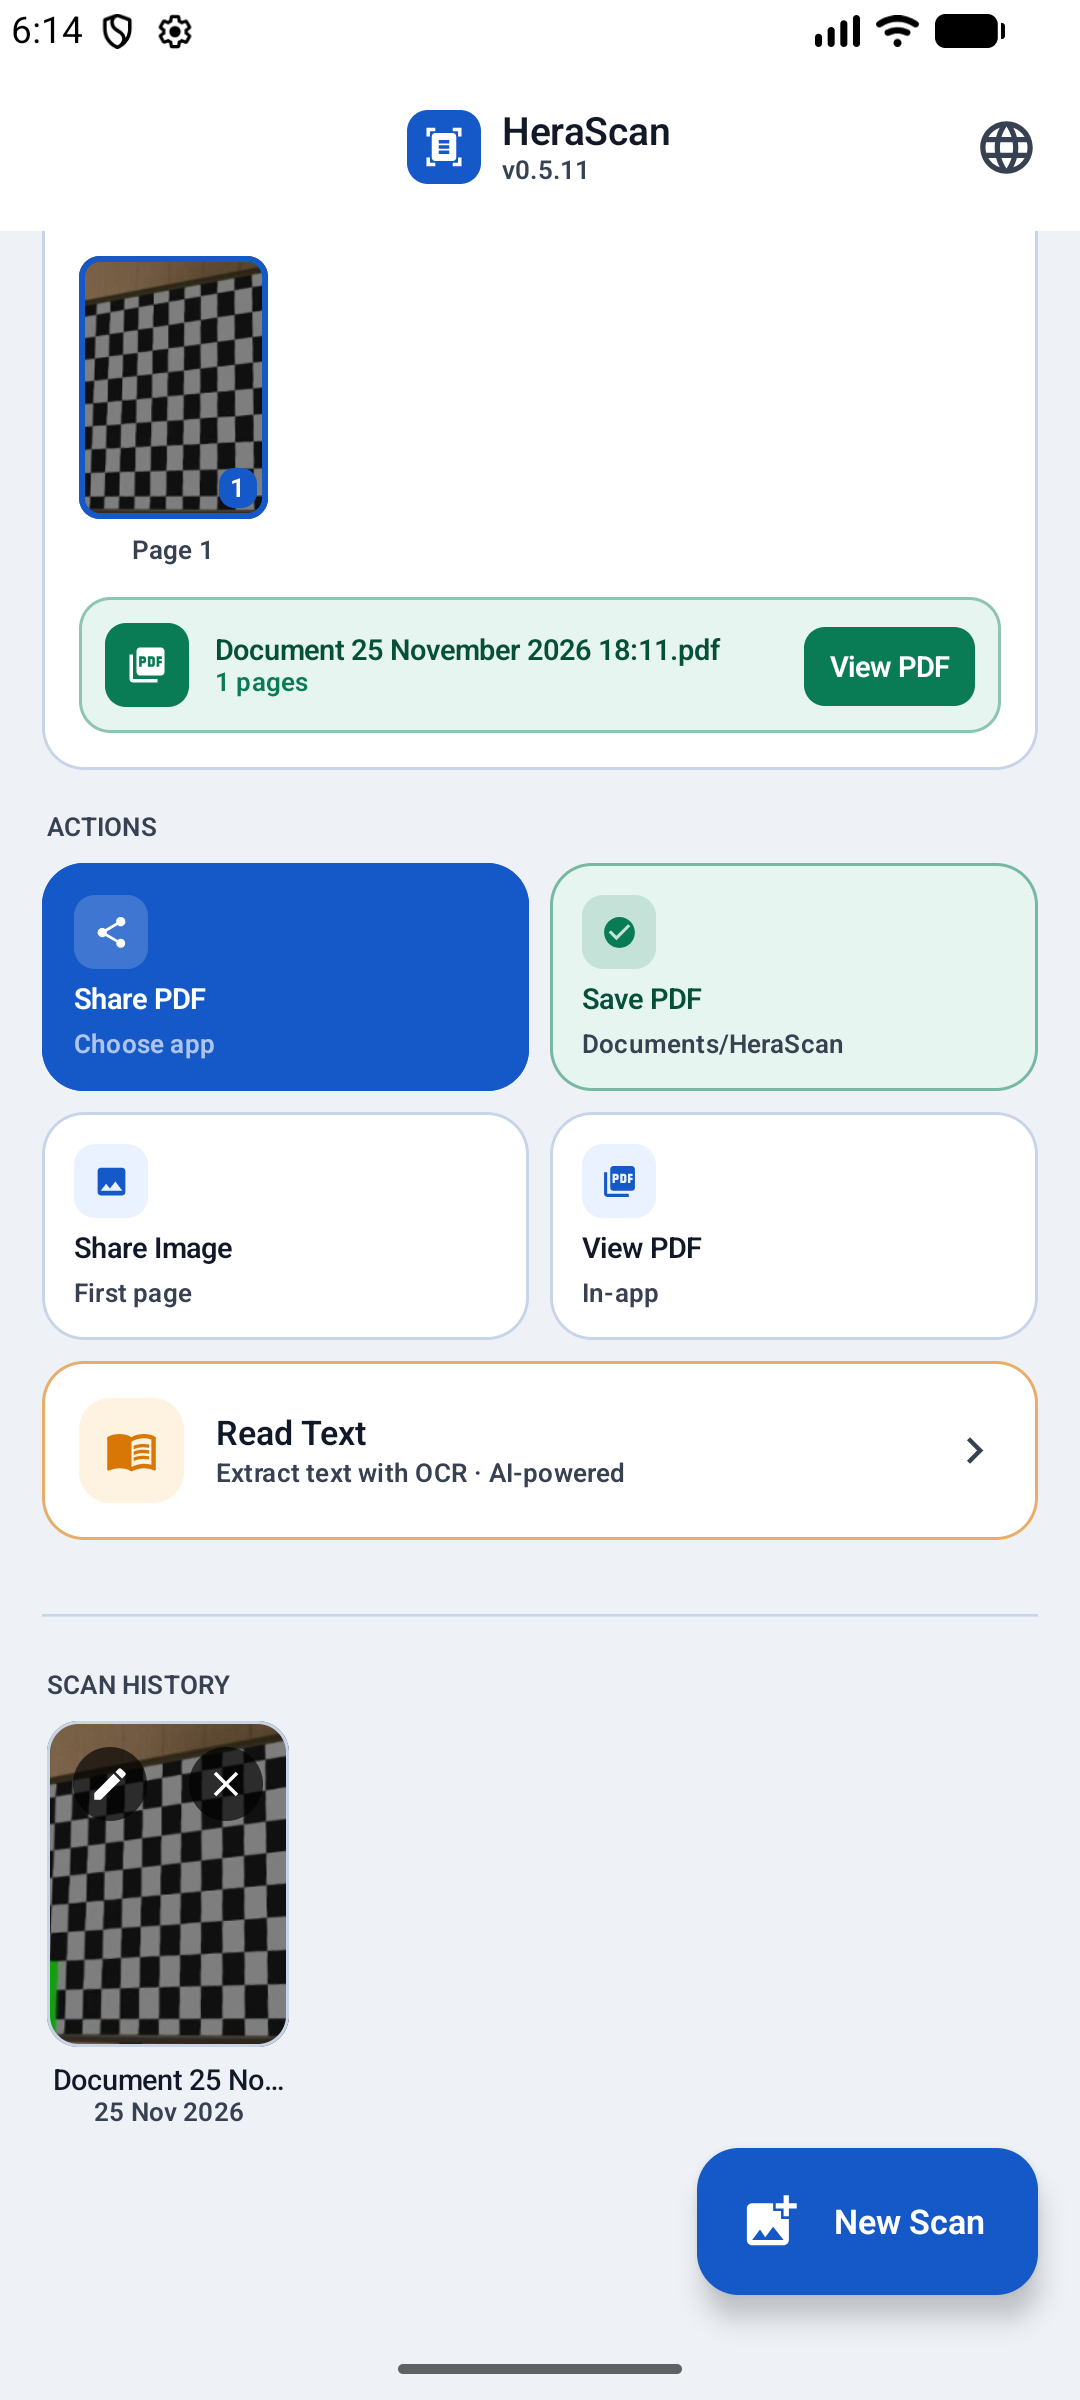 6:14
HeraScan
v0.5.11
1
Page 1
PDF
Document 25 November 2026 18:11.pdf
1 pages
View PDF
ACTIONS
Share PDF
Choose app
Save PDF
Documents/HeraScan
Share Image
First page
PDF
View PDF
In-app
Read Text
Extract text with OCR · AI-powered
SCAN HISTORY
Document 25 No...
25 Nov 2026
New Scan